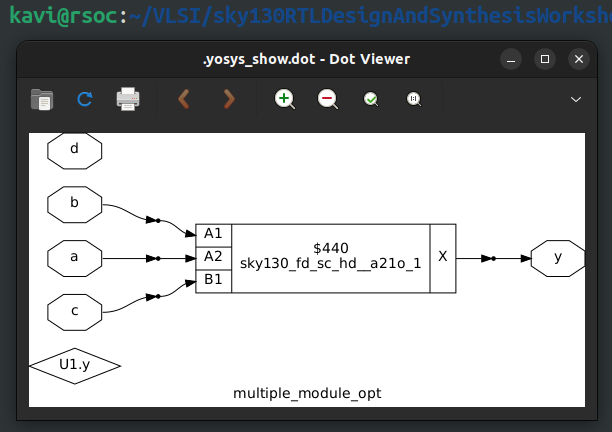 kavi@rsoc:~/VLSI/sky130RTLDesignAndSynthesisWorksho
.yosys_show.dot - Dot Viewer
d
b
a
c
U1.y
A1
A2
B1
$440
sky130_fd_sc_hd__a21o_1
X
y
multiple_module_opt